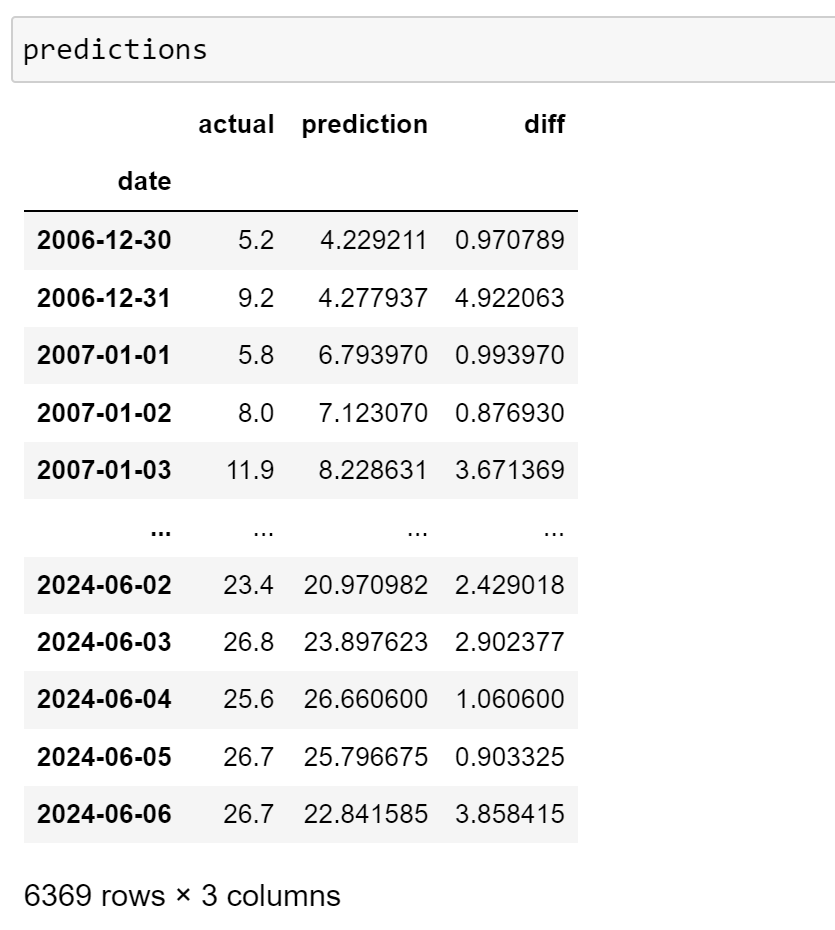 predictions
actual prediction diff
date
2006-12-30 5.2 4.229211 0.970789
2006-12-31 9.2 4.277937 4.922063
2007-01-01 5.8 6.793970 0.993970
2007-01-02 8.0 7.123070 0.876930
2007-01-03 11.9 8.228631 3.671369
... ... ... ...
2024-06-02 23.4 20.970982 2.429018
2024-06-03 26.8 23.897623 2.902377
2024-06-04 25.6 26.660600 1.060600
2024-06-05 26.7 25.796675 0.903325
2024-06-06 26.7 22.841585 3.858415
6369 rows × 3 columns